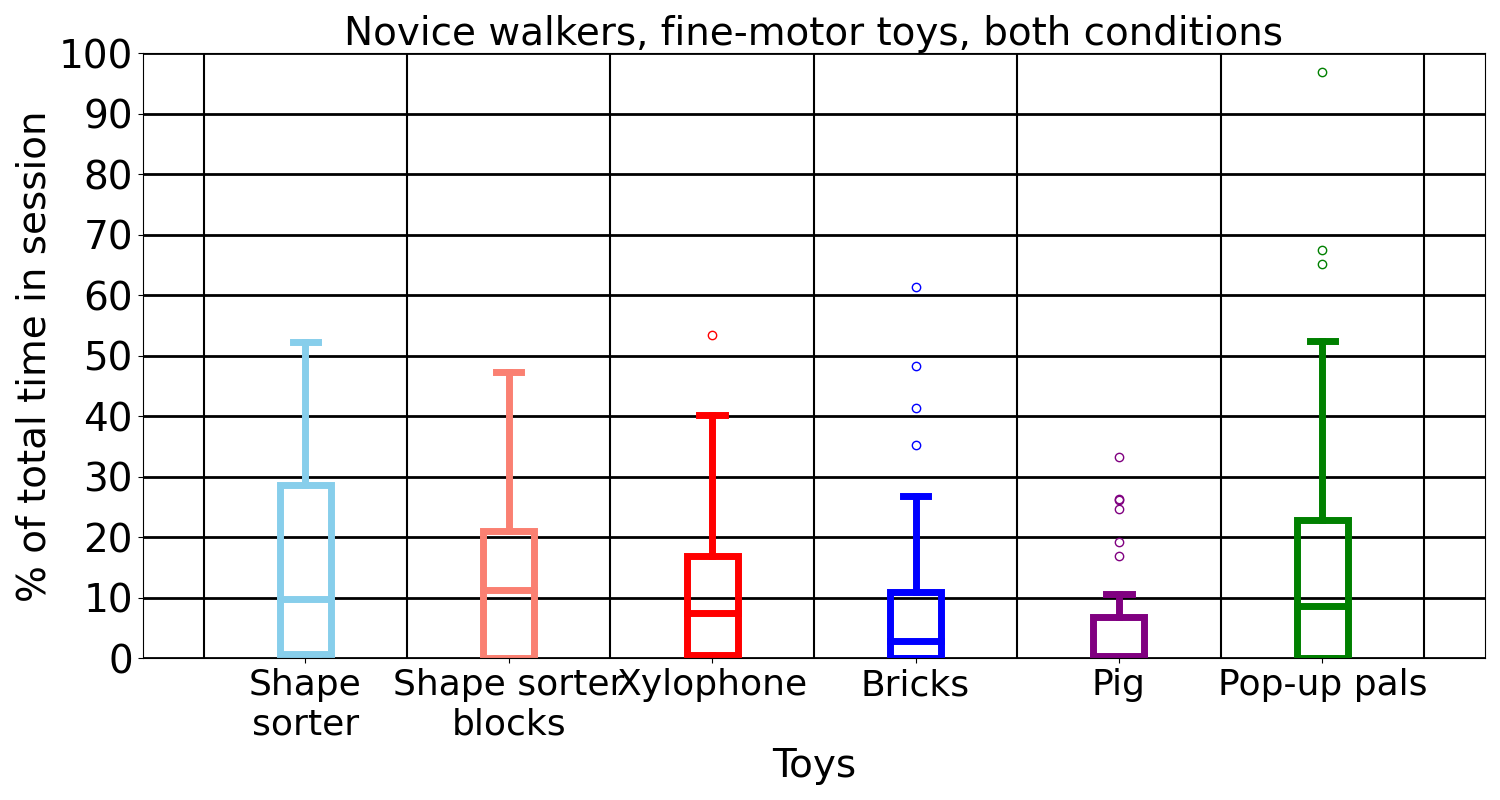 Novice walkers, fine-motor toys, both conditions
% of total time in session
100
90
80
70
60
50
40
30
20
10
0
Shape
sorter
Shape sorter
blocks
Xylophone
Bricks
Pig
Pop-up pals
Toys